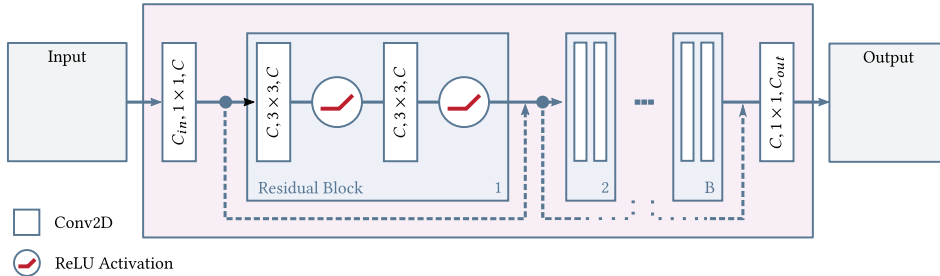 Input
C_in, 1 × 1, C
C, 3 × 3, C
C, 3 × 3, C
Residual Block
1
2
B
C, 1 × 1, C_out
Output
Conv2D
ReLU Activation